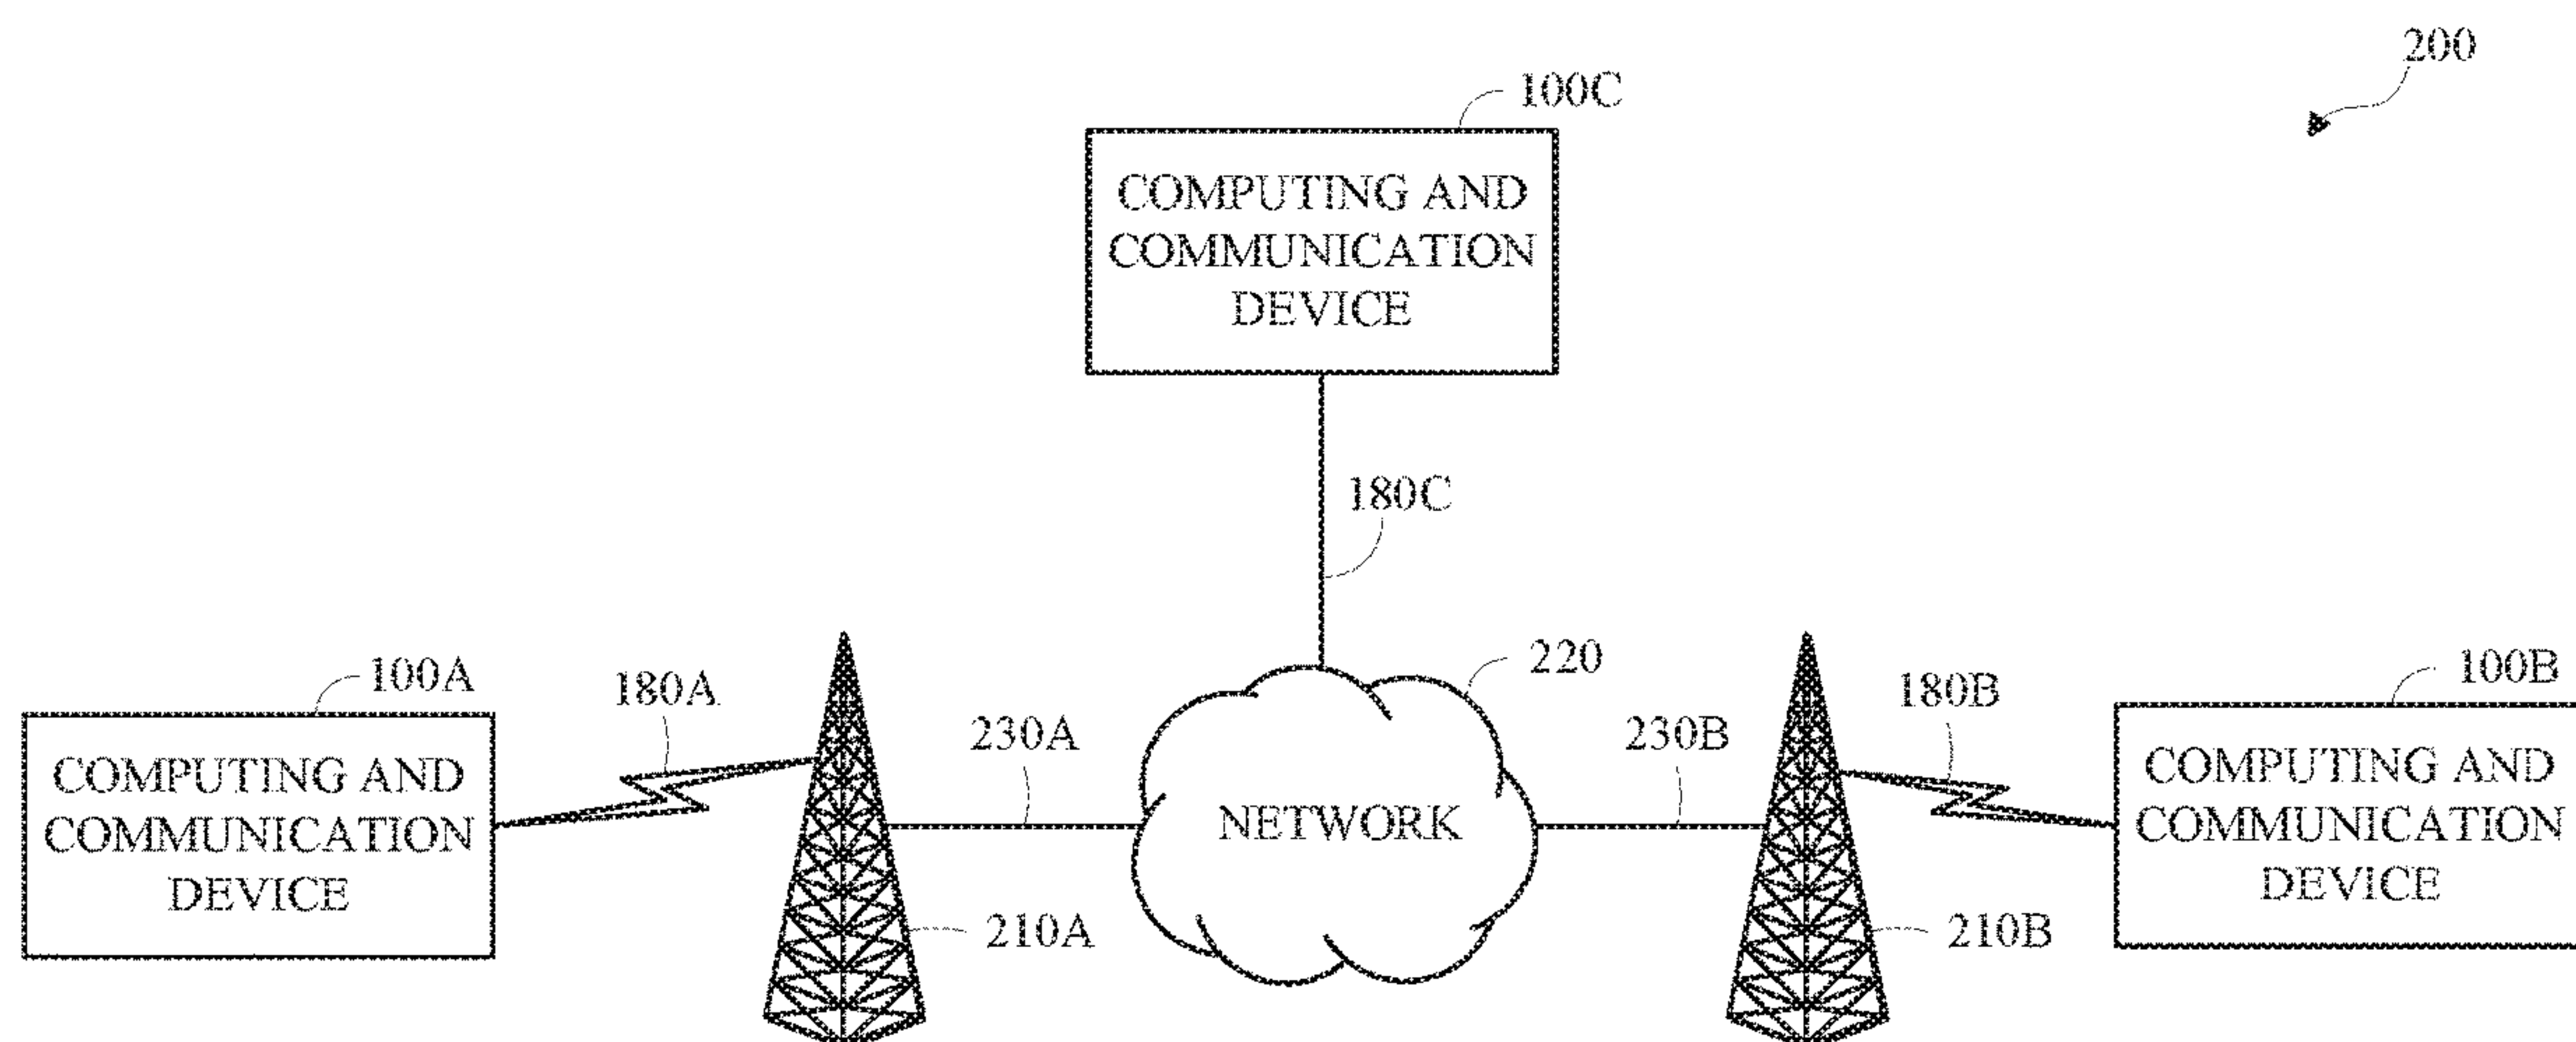 200
100C
COMPUTING AND
COMMUNICATION
DEVICE
180C
100A
180A
230A
220
230B
180B
100B
COMPUTING AND
COMMUNICATION
DEVICE
NETWORK
COMPUTING AND
COMMUNICATION
DEVICE
210A
210B